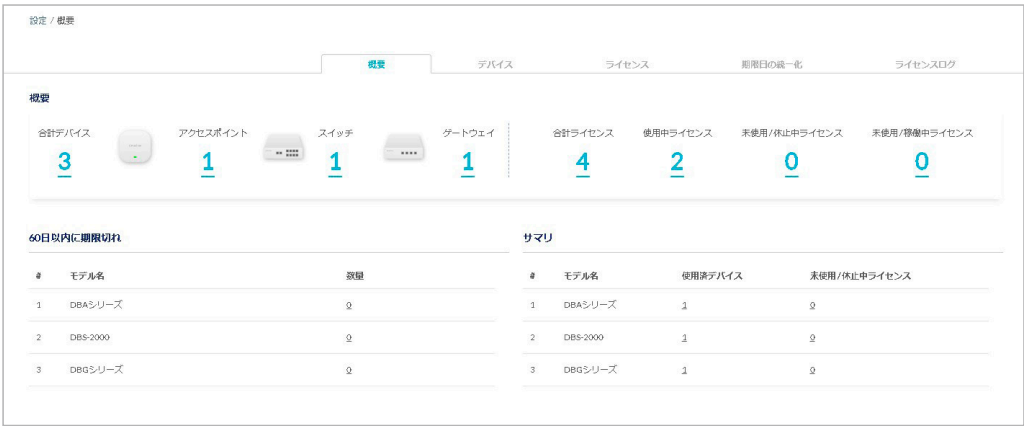 設定 / 概要
概要 デバイス ライセンス 期限日の統一化 ライセンスログ
概要
合計デバイス アクセスポイント スイッチ ゲートウェイ 合計ライセンス 使用中ライセンス 未使用/休止中ライセンス 未使用/稼働中ライセンス
3 1 1 1 4 2 0 0
60日以内に期限切れ サマリ
# モデル名 数量 # モデル名 使用済デバイス 未使用/休止中ライセンス
1 DBAシリーズ 0 1 DBAシリーズ 1 0
2 DBS-2000 0 2 DBS-2000 1 0
3 DBGシリーズ 0 3 DBGシリーズ 1 0